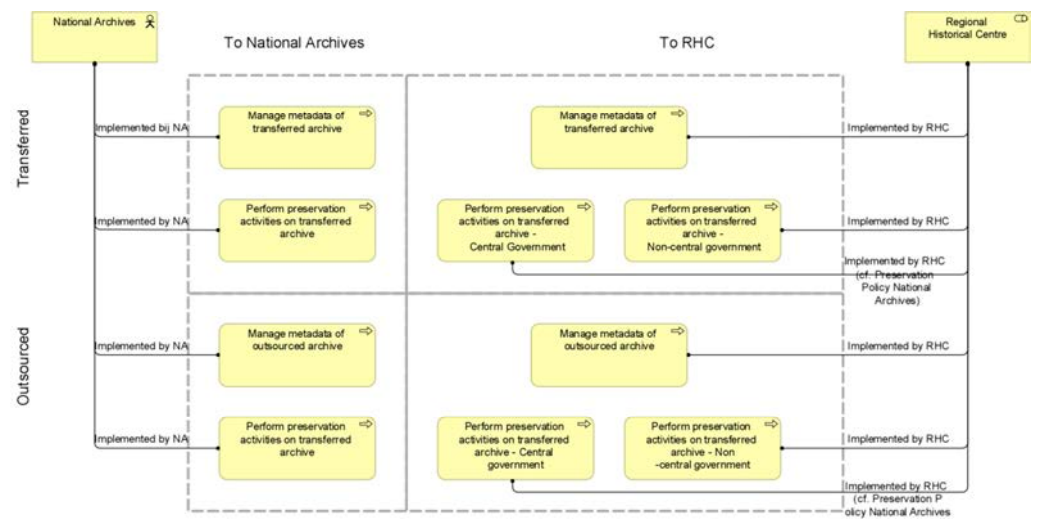 National Archives
Regional
Historical Centre
To National Archives
To RHC
Transferred
Implemented bij NA
Manage metadata of
transferred archive
Manage metadata of
transferred archive
Implemented by RHC
Implemented by NA
Perform preservation
activities on transferred
archive
Perform preservation
activities on transferred
archive -
Central Government
Perform preservation
activities on transferred
archive -
Non-central government
Implemented by RHC
Implemented by RHC
(cf. Preservation
Policy National
Archives)
Outsourced
Implemented by NA
Manage metadata of
outsourced archive
Manage metadata of
outsourced archive
Implemented by RHC
Implemented by NA
Perform preservation
activities on transferred
archive
Perform preservation
activities on transferred
archive - Central
government
Perform preservation
activities on transferred
archive - Non
-central government
Implemented by RHC
Implemented by RHC
(cf. Preservation P
olicy National Archives